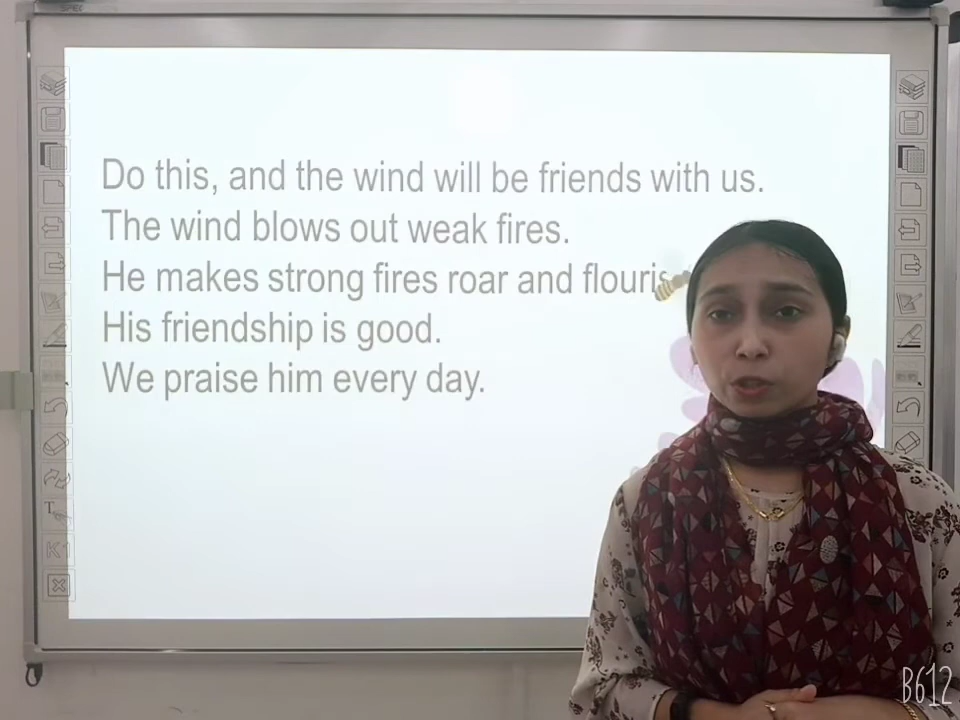 Do this, and the wind will be friends with us.
The wind blows out weak fires.
He makes strong fires roar and
His friendship is good.
We praise him every day.
B612